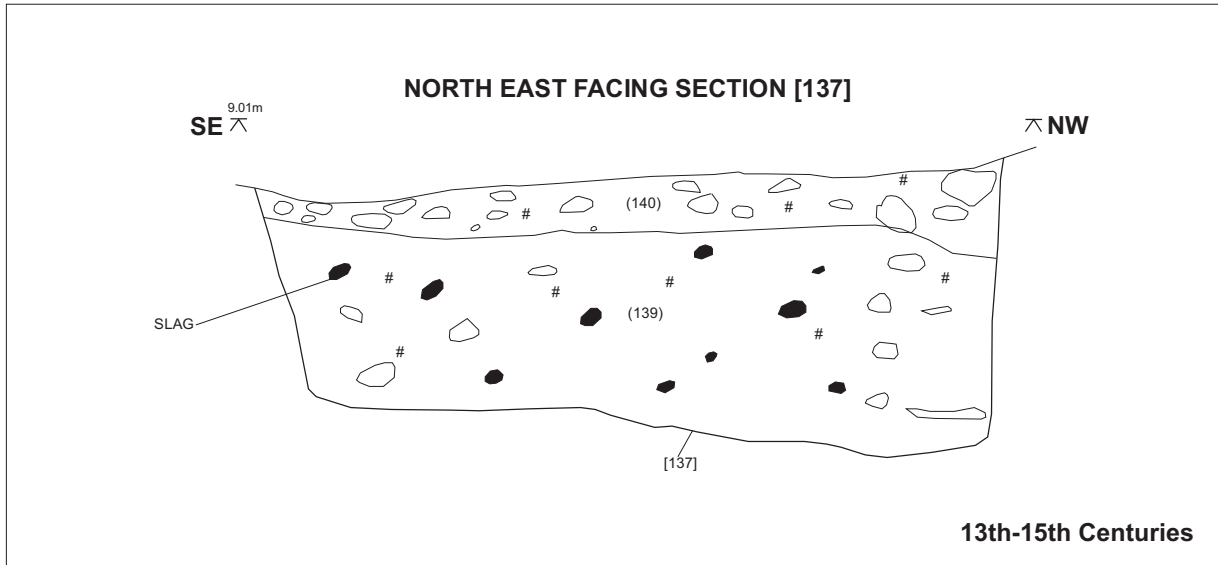 NORTH EAST FACING SECTION [137]
9.01m
SE NW
#
(140) # #
# # # #
SLAG (139) #
#
[137]
13th-15th Centuries